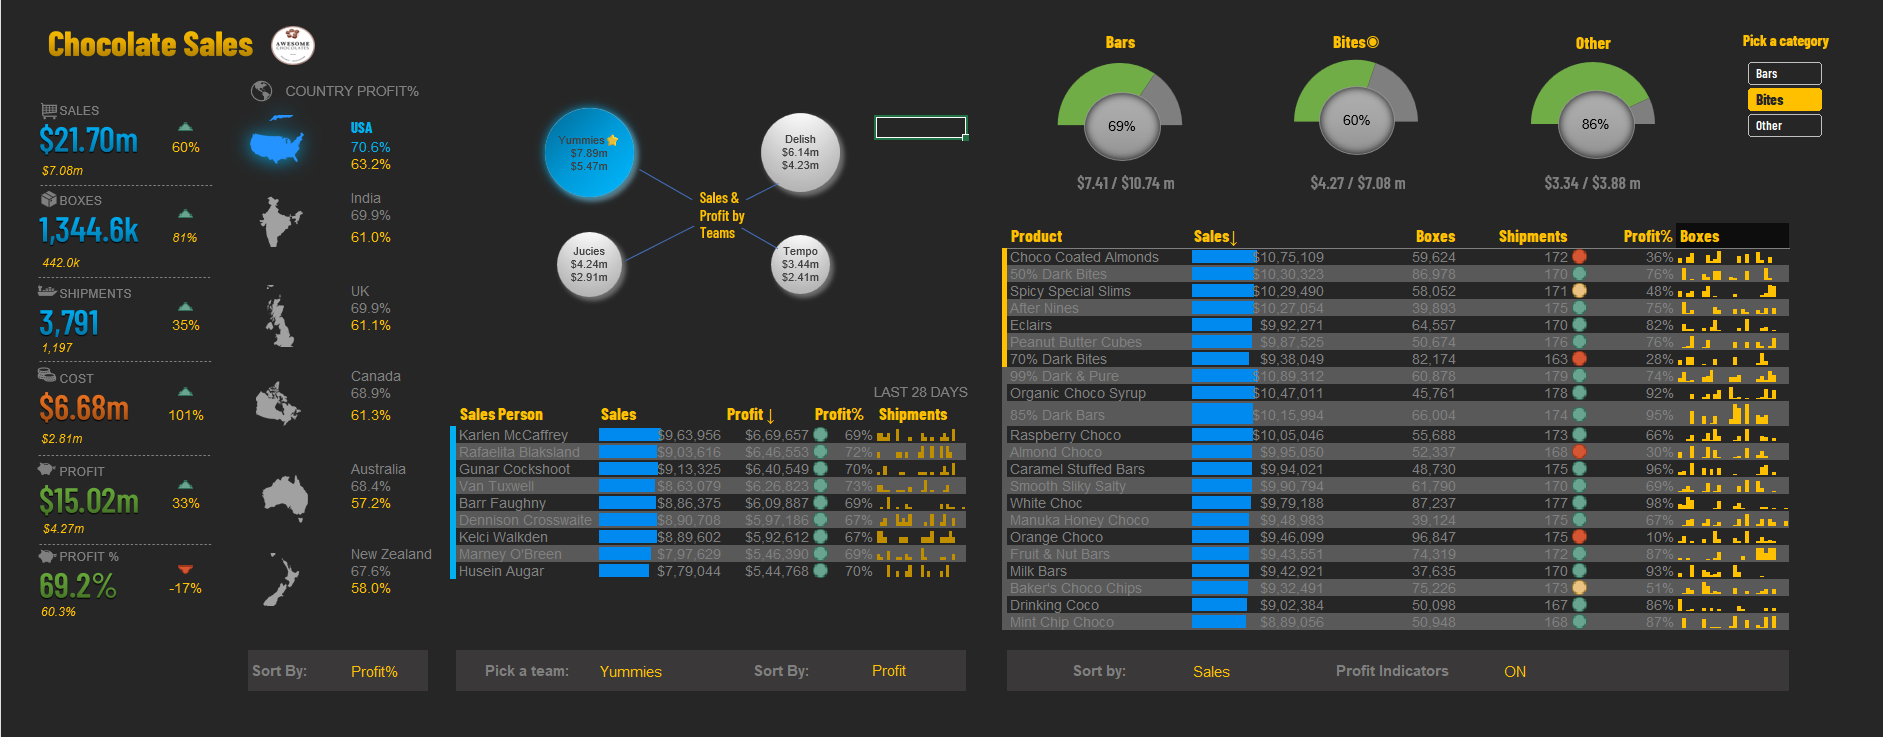 Chocolate Sales
AWESOME
CHOCOLATES
SALES
$21.70m
60%
$7.08m
BOXES
1,344.6k
81%
442.0k
SHIPMENTS
3,791
35%
1,197
COST
$6.68m
101%
$2.81m
PROFIT
$15.02m
33%
$4.27m
PROFIT %
69.2%
-17%
60.3%
COUNTRY PROFIT%
USA
70.6%
63.2%
India
69.9%
61.0%
UK
69.9%
61.1%
Canada
68.9%
61.3%
Australia
68.4%
57.2%
New Zealand
67.6%
58.0%
Sort By: Profit%
Yummies
$7.89m
$5.47m
Delish
$6.14m
$4.23m
Sales &
Profit by
Teams
Jucies
$4.24m
$2.91m
Tempo
$3.44m
$2.41m
LAST 28 DAYS
Sales Person Sales Profit ↓ Profit% Shipments
Karlen McCaffrey $9,63,956 $6,69,657 69%
Rafaelita Blaksland $9,03,616 $6,46,553 72%
Gunar Cockshoot $9,13,325 $6,40,549 70%
Van Tuxwell $8,63,079 $6,26,823 73%
Barr Faughny $8,86,375 $6,09,887 69%
Dennison Crosswaite $8,90,708 $5,97,186 67%
Kelci Walkden $8,89,602 $5,92,612 67%
Marney O'Breen $7,97,629 $5,46,390 69%
Husein Augar $7,79,044 $5,44,768 70%
Pick a team: Yummies Sort By: Profit
Bars
69%
$7.41 / $10.74 m
Bites◉
60%
$4.27 / $7.08 m
Other
86%
$3.34 / $3.88 m
Pick a category
Bars
Bites
Other
Product Sales↓ Boxes Shipments Profit% Boxes
Choco Coated Almonds $10,75,109 59,624 172 36%
50% Dark Bites $10,30,323 86,978 170 76%
Spicy Special Slims $10,29,490 58,052 171 48%
After Nines $10,27,054 39,893 175 75%
Eclairs $9,92,271 64,557 170 82%
Peanut Butter Cubes $9,87,525 50,674 176 76%
70% Dark Bites $9,38,049 82,174 163 28%
99% Dark & Pure $10,89,312 60,878 179 74%
Organic Choco Syrup $10,47,011 45,761 178 92%
85% Dark Bars $10,15,994 66,004 174 95%
Raspberry Choco $10,05,046 55,688 173 66%
Almond Choco $9,95,050 52,337 168 30%
Caramel Stuffed Bars $9,94,021 48,730 175 96%
Smooth Sliky Salty $9,90,794 61,790 170 69%
White Choc $9,79,188 87,237 177 98%
Manuka Honey Choco $9,48,983 39,124 175 67%
Orange Choco $9,46,099 96,847 175 10%
Fruit & Nut Bars $9,43,551 74,319 172 87%
Milk Bars $9,42,921 37,635 170 93%
Baker's Choco Chips $9,32,491 75,226 173 51%
Drinking Coco $9,02,384 50,098 167 86%
Mint Chip Choco $8,89,056 50,948 168 87%
Sort by: Sales Profit Indicators ON